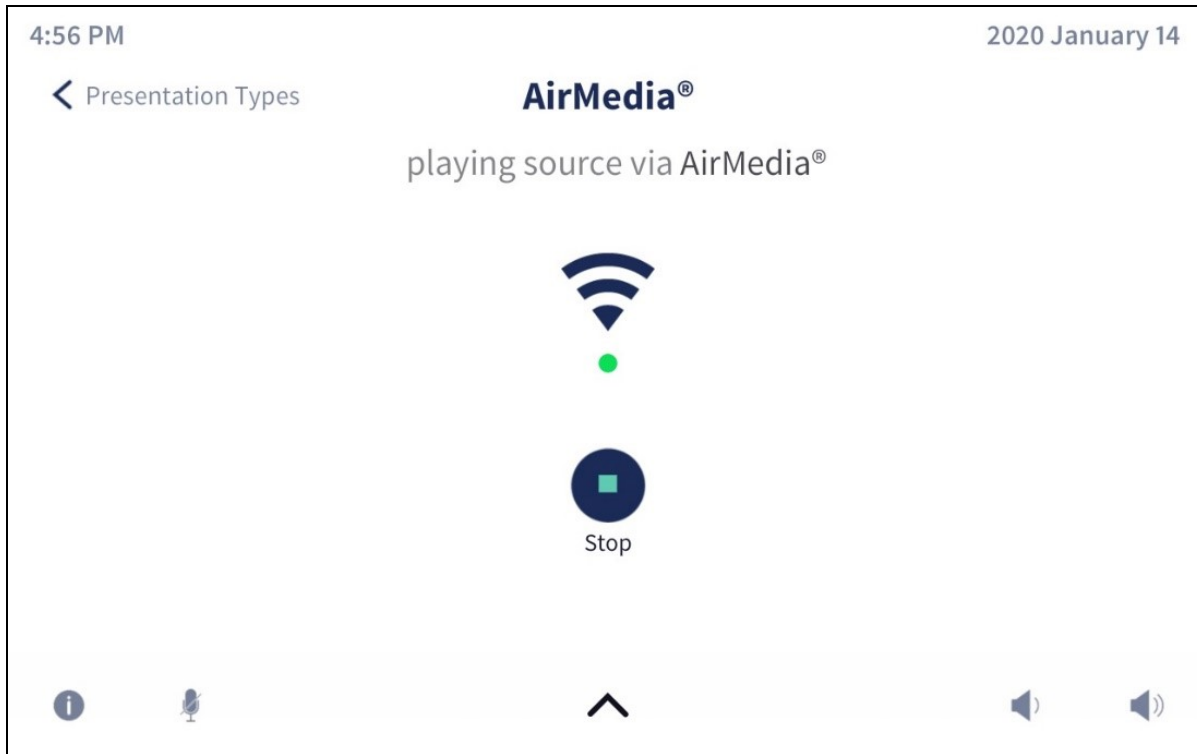 4:56 PM 2020 January 14
Presentation Types AirMedia®
playing source via AirMedia®
Stop